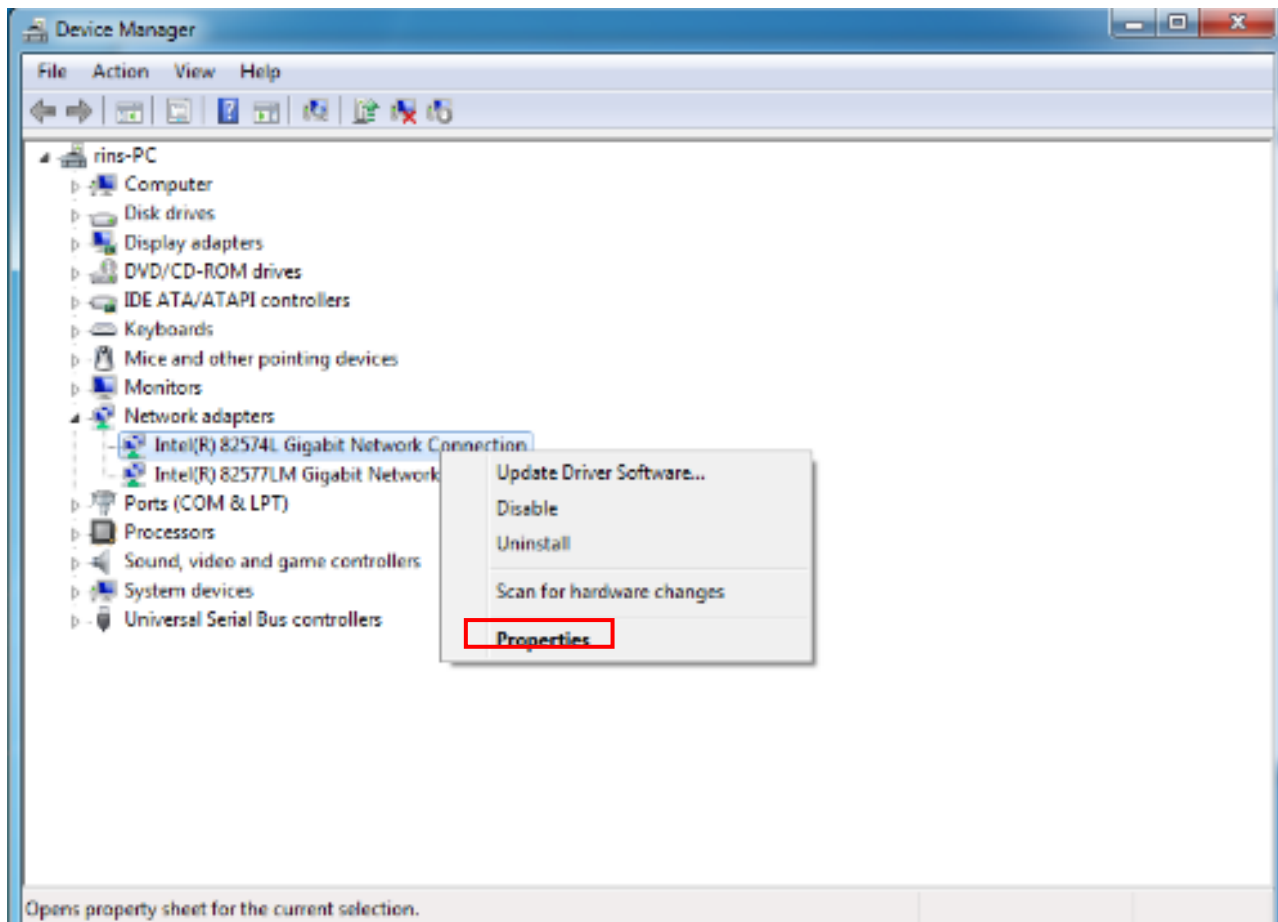 Device Manager
File Action View Help
rins-PC
Computer
Disk drives
Display adapters
DVD/CD-ROM drives
IDE ATA/ATAPI controllers
Keyboards
Mice and other pointing devices
Monitors
Network adapters
Intel(R) 82574L Gigabit Network Connection
Intel(R) 82577LM Gigabit Network
Update Driver Software...
Ports (COM & LPT)
Disable
Processors
Uninstall
Sound, video and game controllers
System devices
Scan for hardware changes
Universal Serial Bus controllers
Properties
Opens property sheet for the current selection.